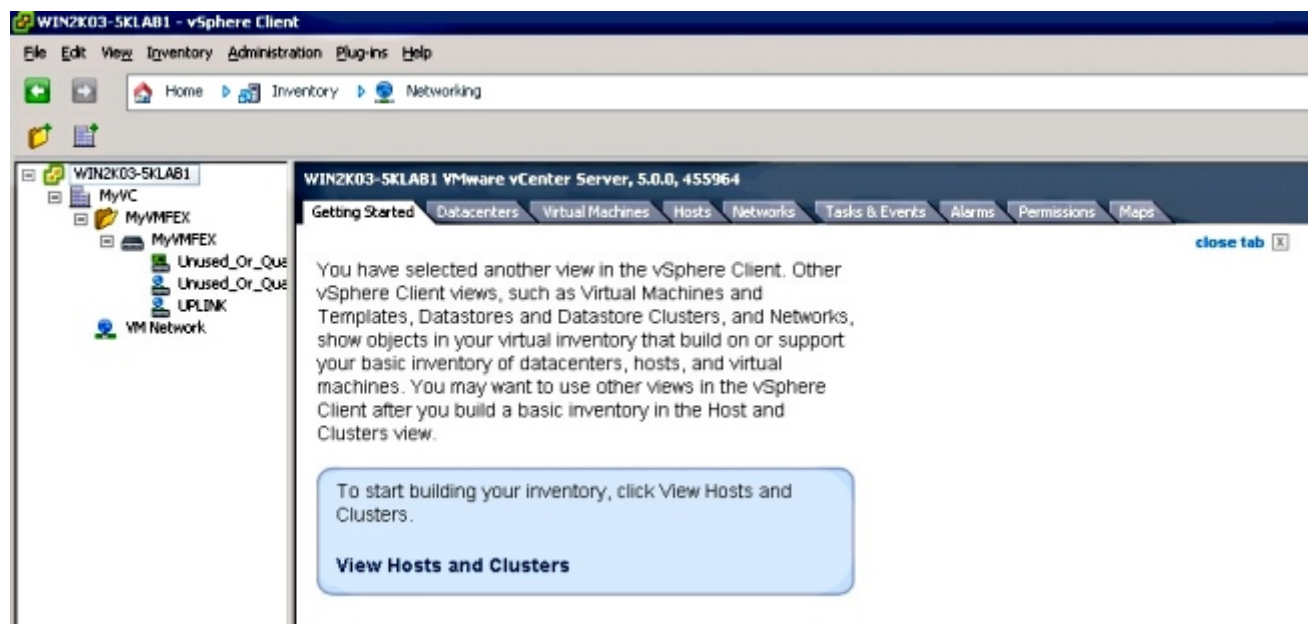 WIN2K03-5KLAB1 - vSphere Client
File Edit View Inventory Administration Plug-ins Help
Home Inventory Networking
WIN2K03-5KLAB1
MyVC
MyVMFEX
MyVMFEX
Unused_Or_Qua
Unused_Or_Qua
UPLINK
VM Network
WIN2K03-5KLAB1 VMware vCenter Server, 5.0.0, 455964
Getting Started Datacenters Virtual Machines Hosts Networks Tasks & Events Alarms Permissions Maps
close tab X
You have selected another view in the vSphere Client. Other
vSphere Client views, such as Virtual Machines and
Templates, Datastores and Datastore Clusters, and Networks,
show objects in your virtual inventory that build on or support
your basic inventory of datacenters, hosts, and virtual
machines. You may want to use other views in the vSphere
Client after you build a basic inventory in the Host and
Clusters view.
To start building your inventory, click View Hosts and
Clusters.
View Hosts and Clusters